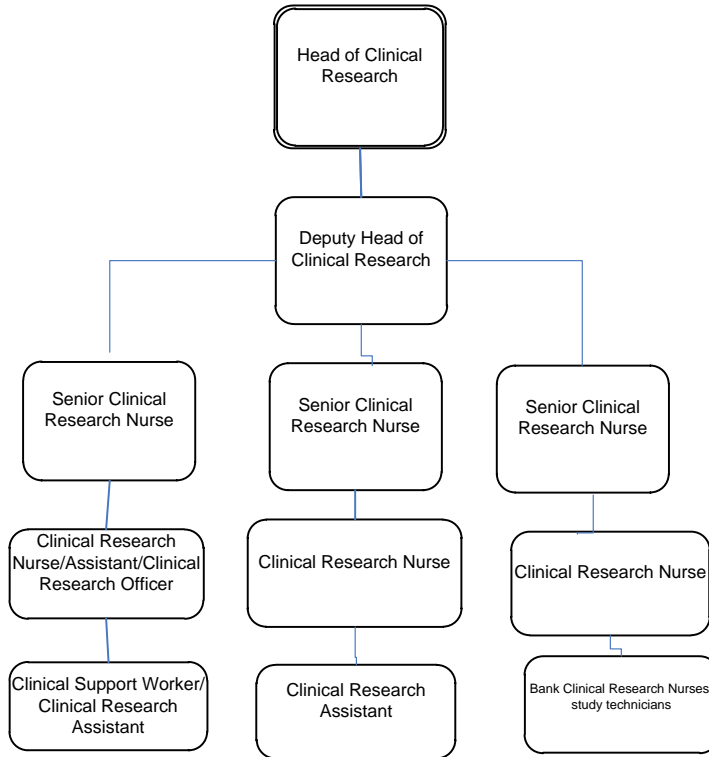 Head of Clinical
Research
Deputy Head of
Clinical Research
Senior Clinical
Research Nurse
Senior Clinical
Research Nurse
Senior Clinical
Research Nurse
Clinical Research
Nurse/Assistant/Clinical
Research Officer
Clinical Research Nurse
Clinical Research Nurse
Clinical Support Worker/
Clinical Research
Assistant
Clinical Research
Assistant
Bank Clinical Research Nurses
study technicians